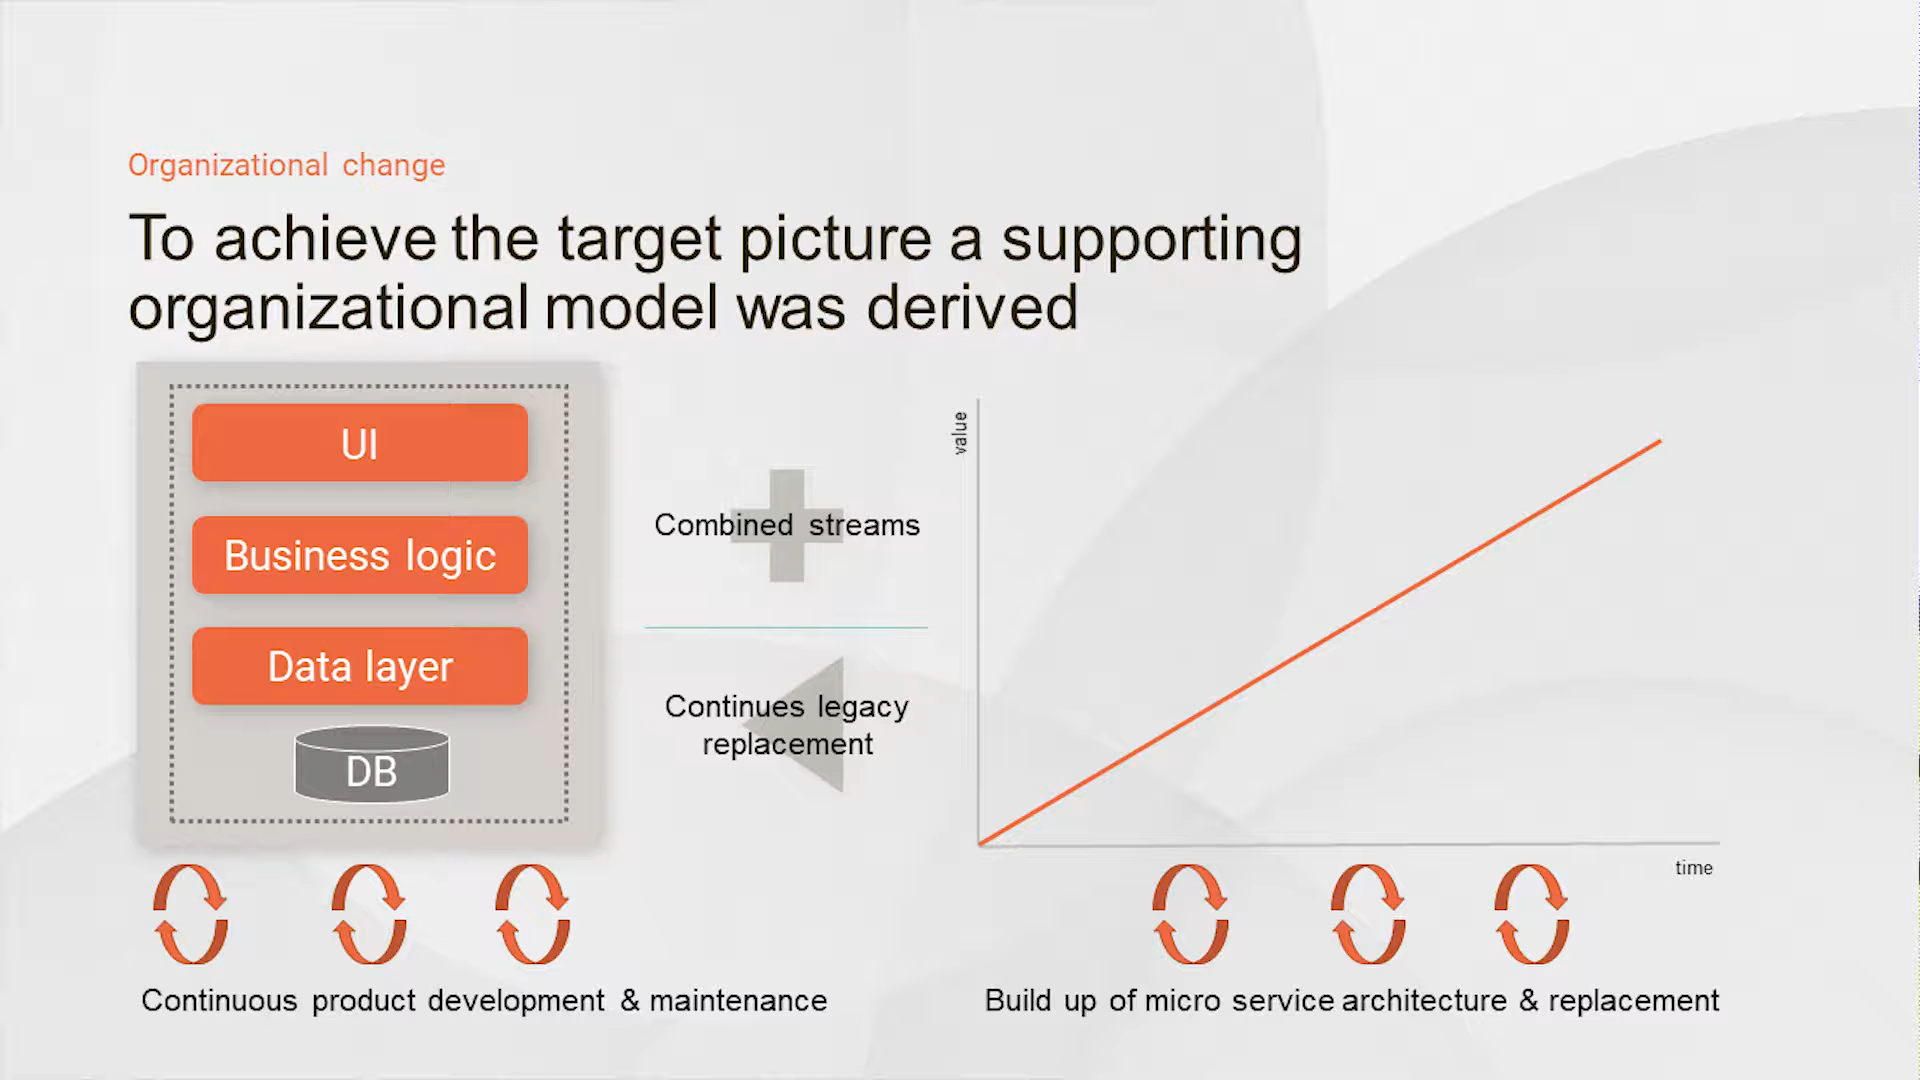 Organizational change
To achieve the target picture a supporting
organizational model was derived
UI
Business logic
Data layer
DB
Combined streams
Continues legacy
replacement
value
time
Continuous product development & maintenance
Build up of micro service architecture & replacement